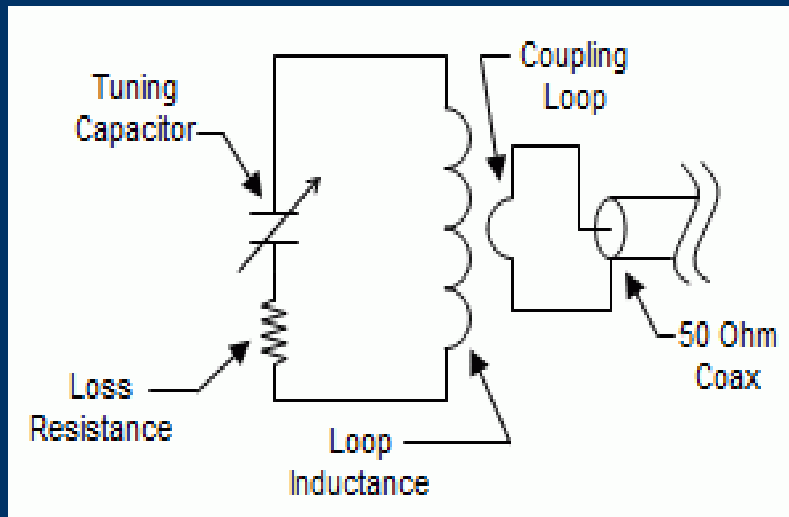 Tuning
Capacitor
Coupling
Loop
50 Ohm
Coax
Loss
Resistance
Loop
Inductance